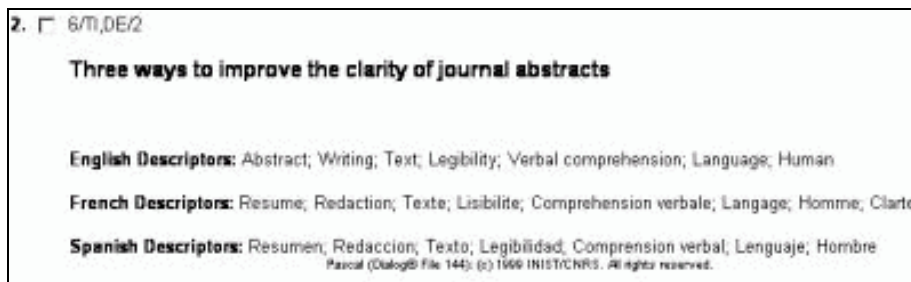 2. 6/TI,DE/2
Three ways to improve the clarity of journal abstracts
English Descriptors: Abstract; Writing; Text; Legibility; Verbal comprehension; Language; Human
French Descriptors: Resume; Redaction; Texte; Lisibilite; Comprehension verbale; Langage; Homme; Clarte
Spanish Descriptors: Resumen; Redaccion; Texto; Legibilidad; Comprension verbal; Lenguaje; Hombre
Pascal (Dialog® File 144): (c) 1999 INIST/CNRS. All rights reserved.